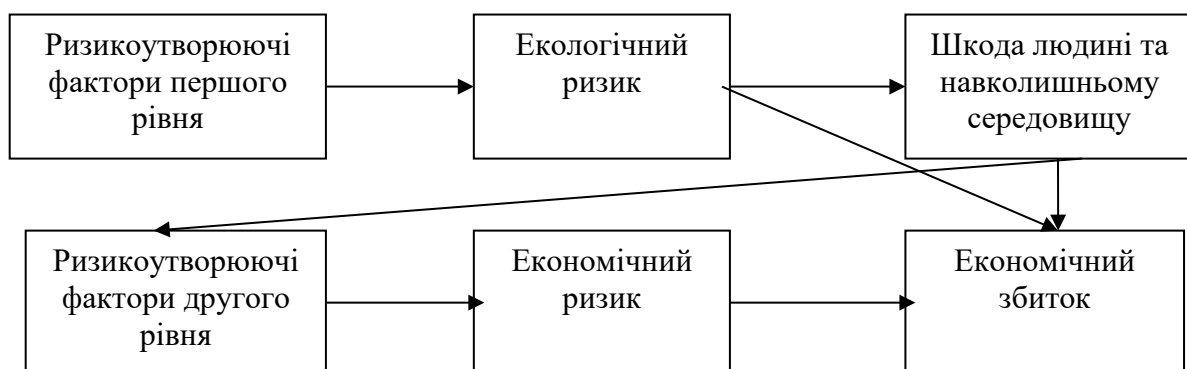 Ризикоутворюючі
фактори першого
рівня
Екологічний
ризик
Шкода людині та
навколишньому
середовищу
Ризикоутворюючі
фактори другого
рівня
Економічний
ризик
Економічний
збиток